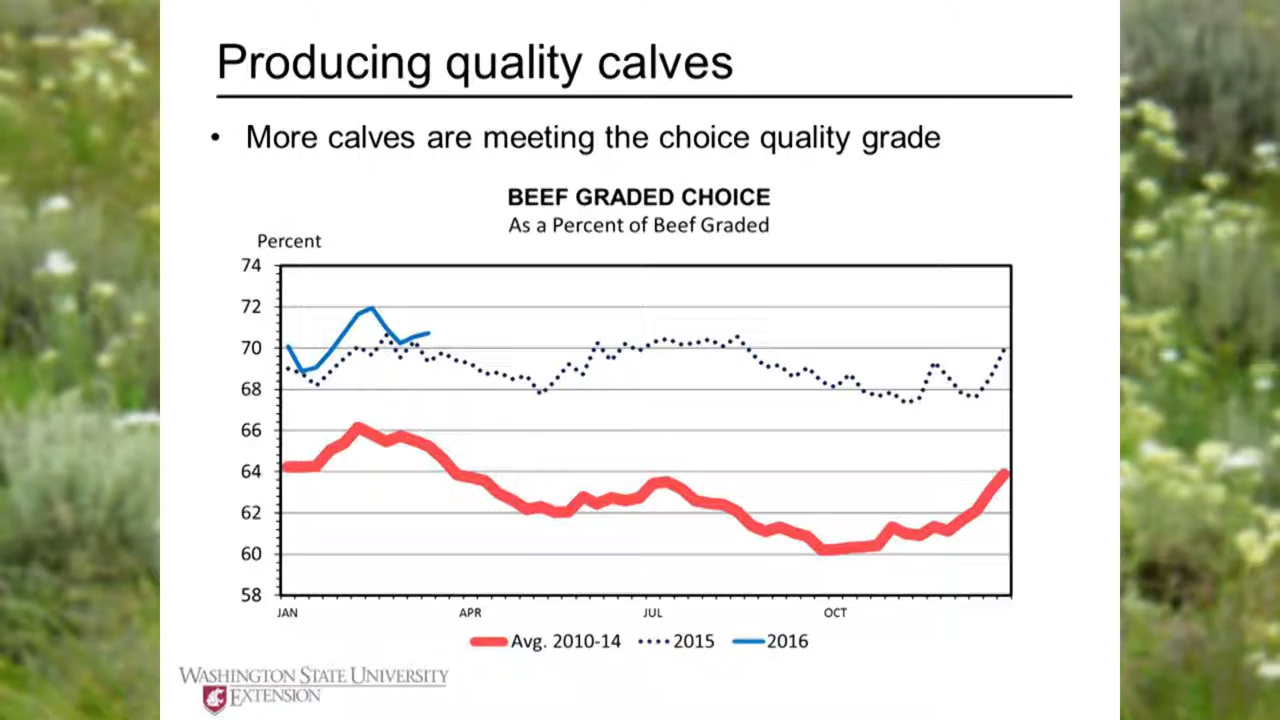 Producing quality calves
• More calves are meeting the choice quality grade
BEEF GRADED CHOICE
As a Percent of Beef Graded
Percent
74
72
70
68
66
64
62
60
58
JAN APR JUL OCT
Avg. 2010-14 2015 2016
WASHINGTON STATE UNIVERSITY
EXTENSION